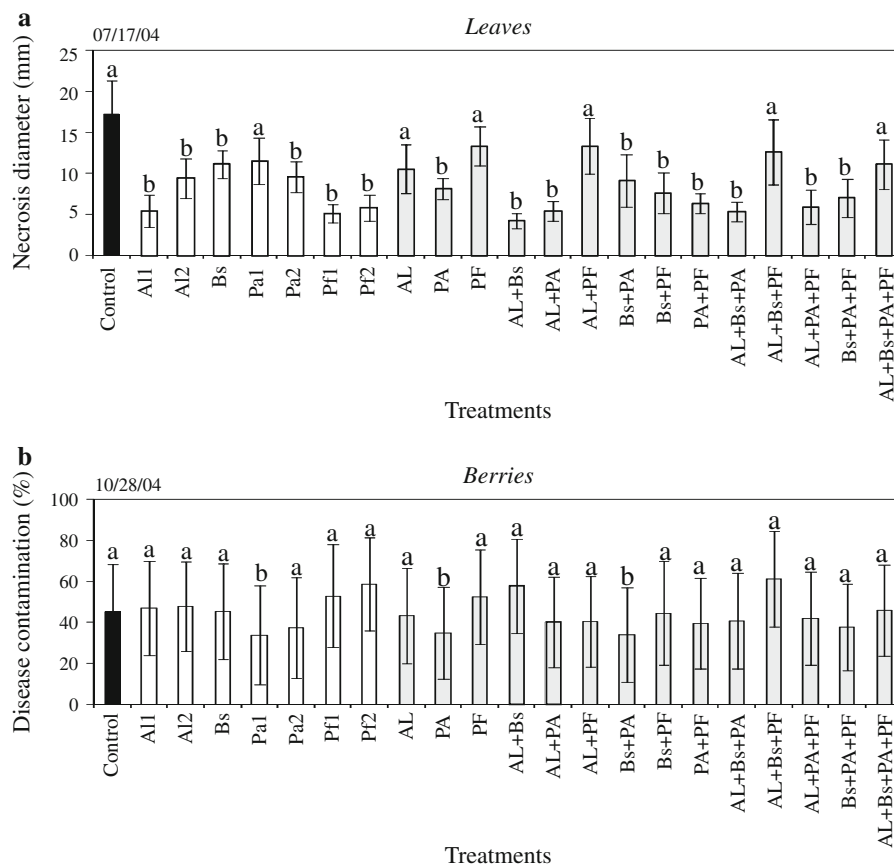 a
07/17/04
Leaves
Necrosis diameter (mm)
25
20
15
10
5
0
a b b b a b b b a b a b b a b b b b a b b a
Control Al1 Al2 Bs Pa1 Pa2 Pf1 Pf2 AL PA PF AL+Bs AL+PA AL+PF Bs+PA Bs+PF PA+PF AL+Bs+PA AL+Bs+PF AL+PA+PF Bs+PA+PF AL+Bs+PA+PF
Treatments
b
10/28/04
Berries
Disease contamination (%)
100
80
60
40
20
0
a a a a b a a a a b a a a a b a a a a a a a
Control Al1 Al2 Bs Pa1 Pa2 Pf1 Pf2 AL PA PF AL+Bs AL+PA AL+PF Bs+PA Bs+PF PA+PF AL+Bs+PA AL+Bs+PF AL+PA+PF Bs+PA+PF AL+Bs+PA+PF
Treatments